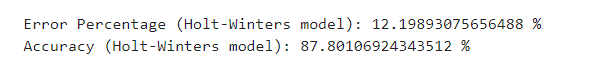 Error Percentage (Holt-Winters model): 12.19893075656488 %
Accuracy (Holt-Winters model): 87.80106924343512 %